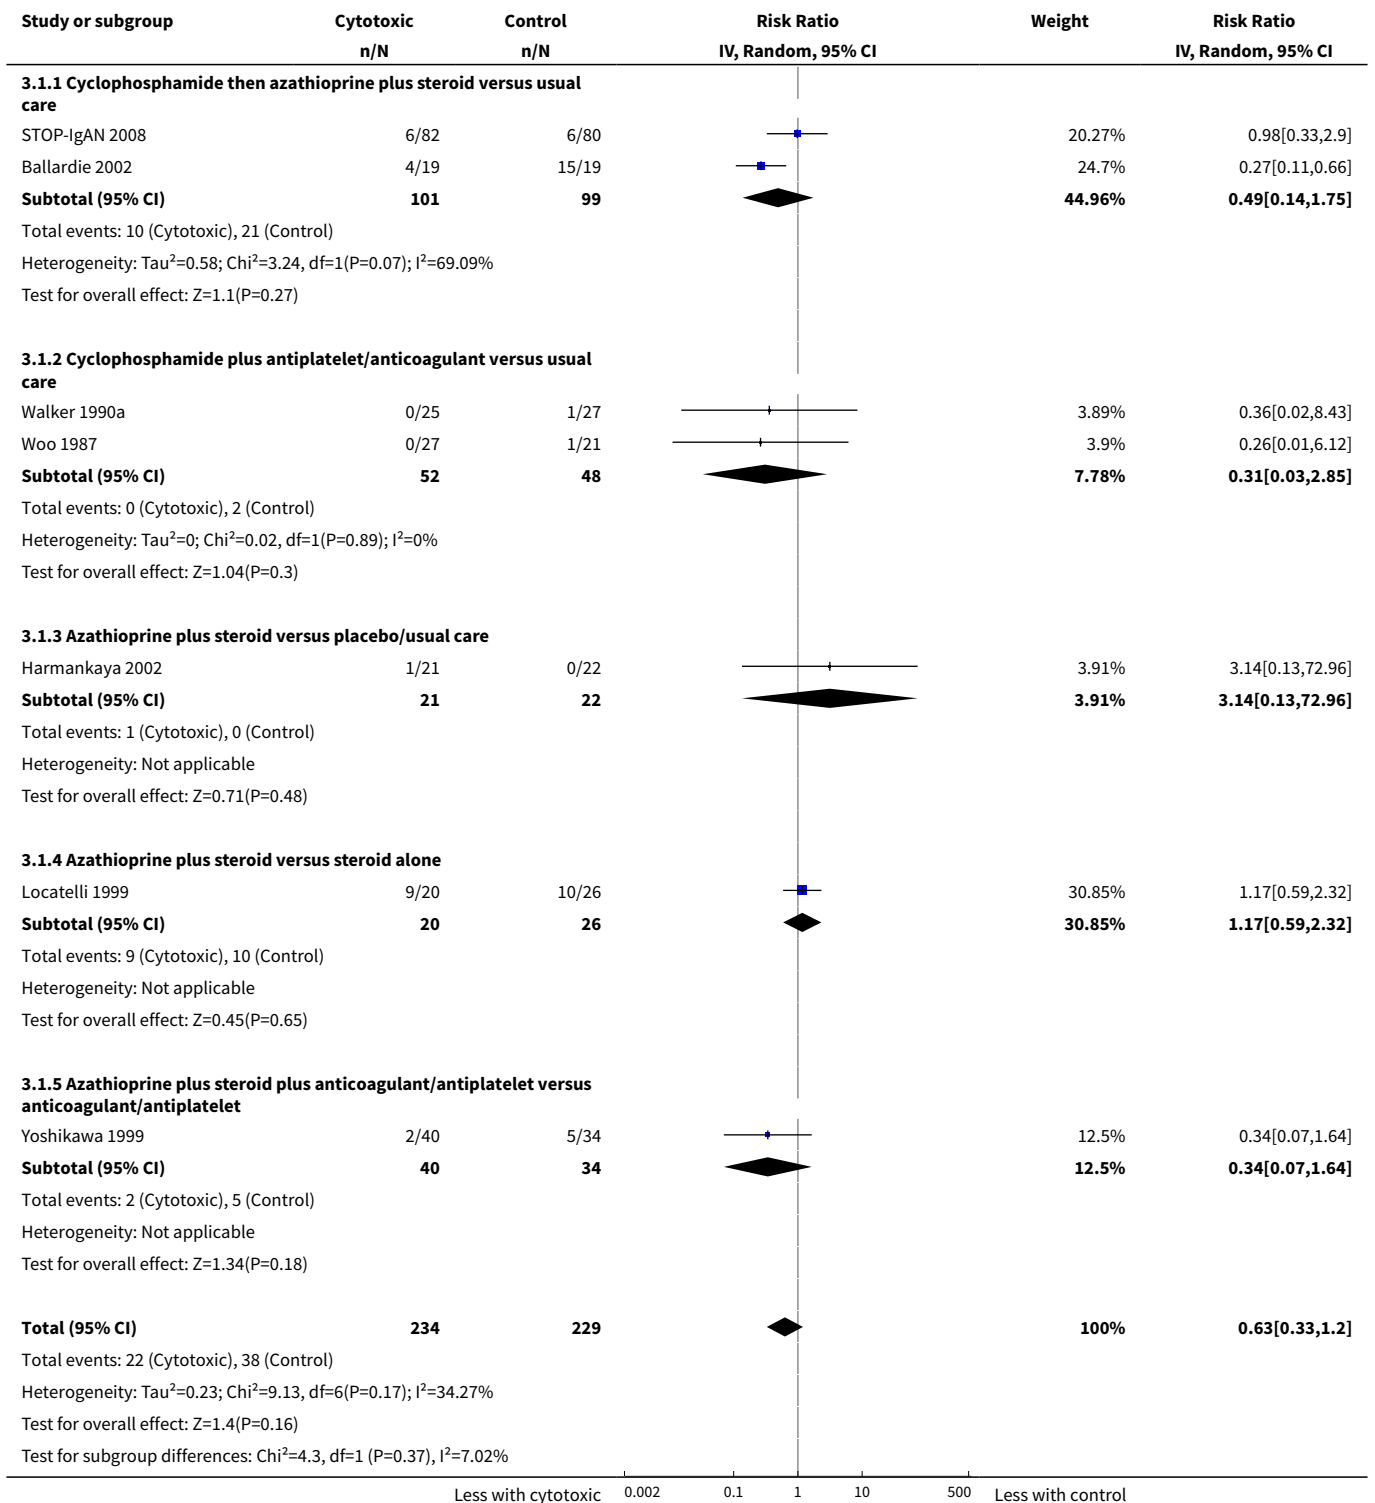 Study or subgroup Cytotoxic Control Risk Ratio Weight Risk Ratio
n/N n/N IV, Random, 95% CI IV, Random, 95% CI
3.1.1 Cyclophosphamide then azathioprine plus steroid versus usual
care
STOP-IgAN 2008 6/82 6/80 20.27% 0.98[0.33,2.9]
Ballardie 2002 4/19 15/19 24.7% 0.27[0.11,0.66]
Subtotal (95% CI) 101 99 44.96% 0.49[0.14,1.75]
Total events: 10 (Cytotoxic), 21 (Control)
Heterogeneity: Tau²=0.58; Chi²=3.24, df=1(P=0.07); I²=69.09%
Test for overall effect: Z=1.1(P=0.27)
3.1.2 Cyclophosphamide plus antiplatelet/anticoagulant versus usual
care
Walker 1990a 0/25 1/27 3.89% 0.36[0.02,8.43]
Woo 1987 0/27 1/21 3.9% 0.26[0.01,6.12]
Subtotal (95% CI) 52 48 7.78% 0.31[0.03,2.85]
Total events: 0 (Cytotoxic), 2 (Control)
Heterogeneity: Tau²=0; Chi²=0.02, df=1(P=0.89); I²=0%
Test for overall effect: Z=1.04(P=0.3)
3.1.3 Azathioprine plus steroid versus placebo/usual care
Harmankaya 2002 1/21 0/22 3.91% 3.14[0.13,72.96]
Subtotal (95% CI) 21 22 3.91% 3.14[0.13,72.96]
Total events: 1 (Cytotoxic), 0 (Control)
Heterogeneity: Not applicable
Test for overall effect: Z=0.71(P=0.48)
3.1.4 Azathioprine plus steroid versus steroid alone
Locatelli 1999 9/20 10/26 30.85% 1.17[0.59,2.32]
Subtotal (95% CI) 20 26 30.85% 1.17[0.59,2.32]
Total events: 9 (Cytotoxic), 10 (Control)
Heterogeneity: Not applicable
Test for overall effect: Z=0.45(P=0.65)
3.1.5 Azathioprine plus steroid plus anticoagulant/antiplatelet versus
anticoagulant/antiplatelet
Yoshikawa 1999 2/40 5/34 12.5% 0.34[0.07,1.64]
Subtotal (95% CI) 40 34 12.5% 0.34[0.07,1.64]
Total events: 2 (Cytotoxic), 5 (Control)
Heterogeneity: Not applicable
Test for overall effect: Z=1.34(P=0.18)
Total (95% CI) 234 229 100% 0.63[0.33,1.2]
Total events: 22 (Cytotoxic), 38 (Control)
Heterogeneity: Tau²=0.23; Chi²=9.13, df=6(P=0.17); I²=34.27%
Test for overall effect: Z=1.4(P=0.16)
Test for subgroup differences: Chi²=4.3, df=1 (P=0.37), I²=7.02%
Less with cytotoxic 0.002 0.1 1 10 500 Less with control